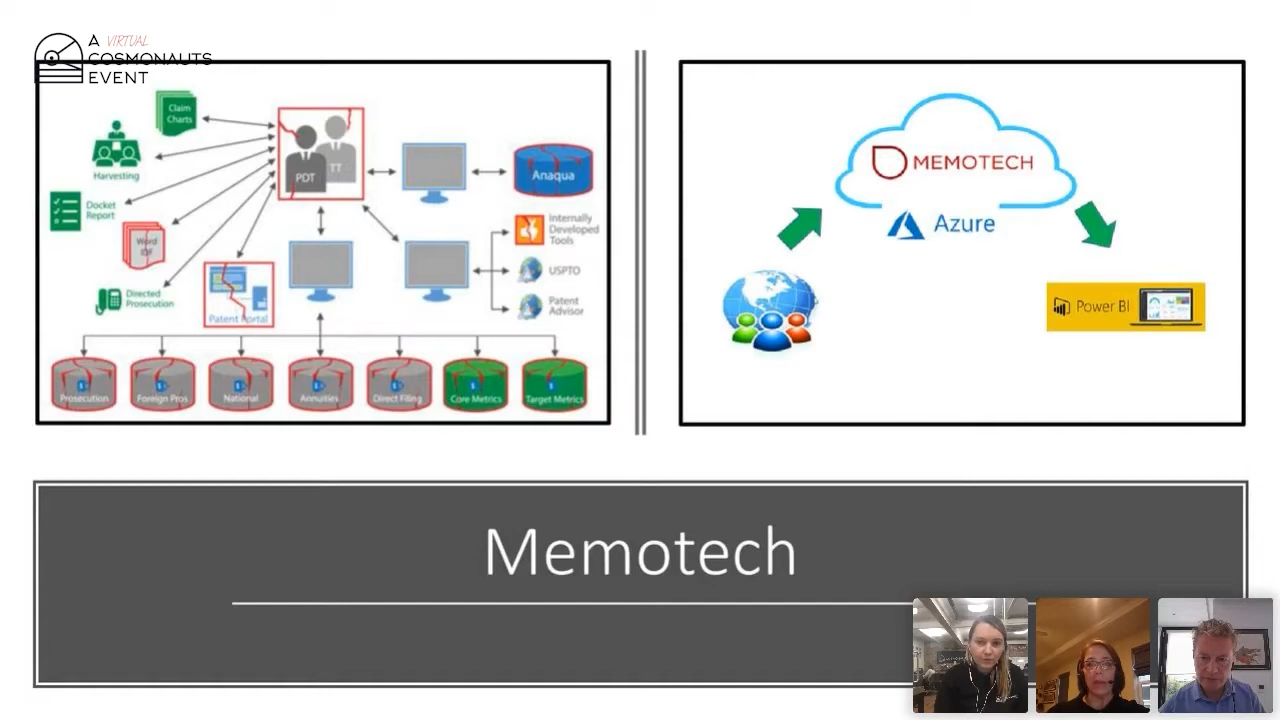 A VIRTUAL
COSMONAUTS
EVENT
Claim
Charts
Harvesting
Docket
Report
Word
IDF
Directed
Prosecution
Patent Portal
PDT
TT
Anaqua
Internally
Developed
Tools
USPTO
Patent
Advisor
Prosecution
Foreign Pros
National
Annuities
Direct Filing
Core Metrics
Target Metrics
MEMOTECH
Azure
Power BI
Memotech